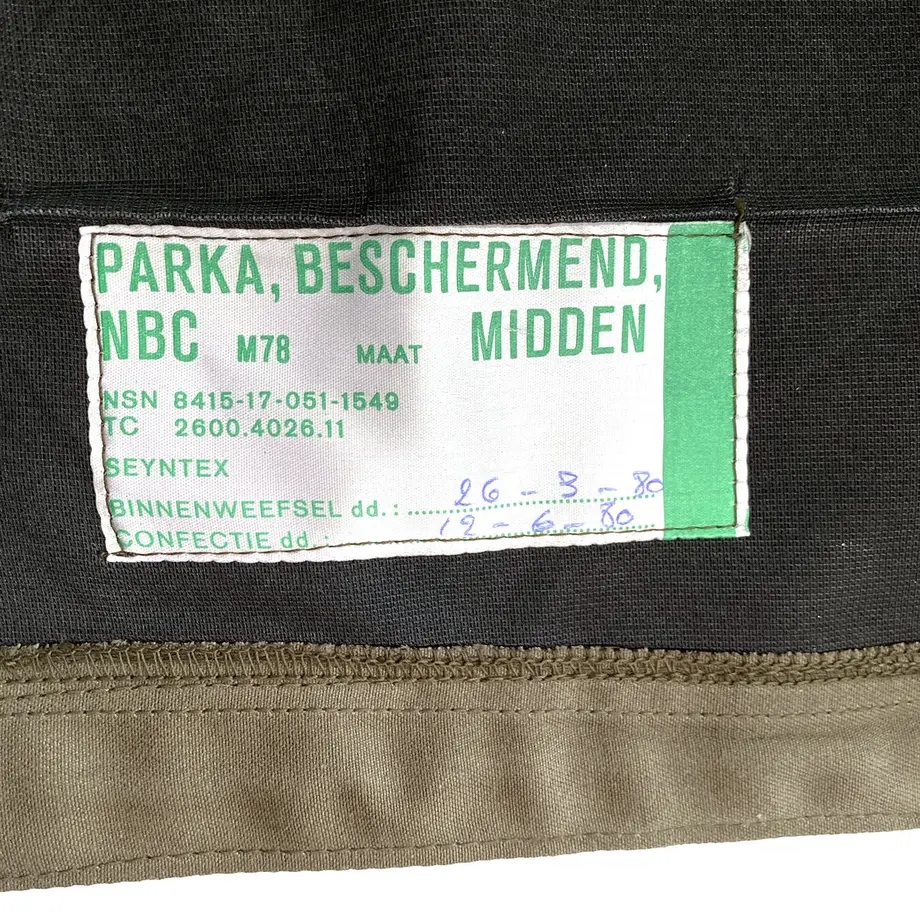 PARKA, BESCHERMEND,
NBC M78 MAAT MIDDEN
NSN 8415-17-051-1549
TC 2600.4026.11
SEYNTEX
BINNENWEEFSEL dd.: 26 - 3 - 80
CONFECTIE dd.: 12 - 6 - 80